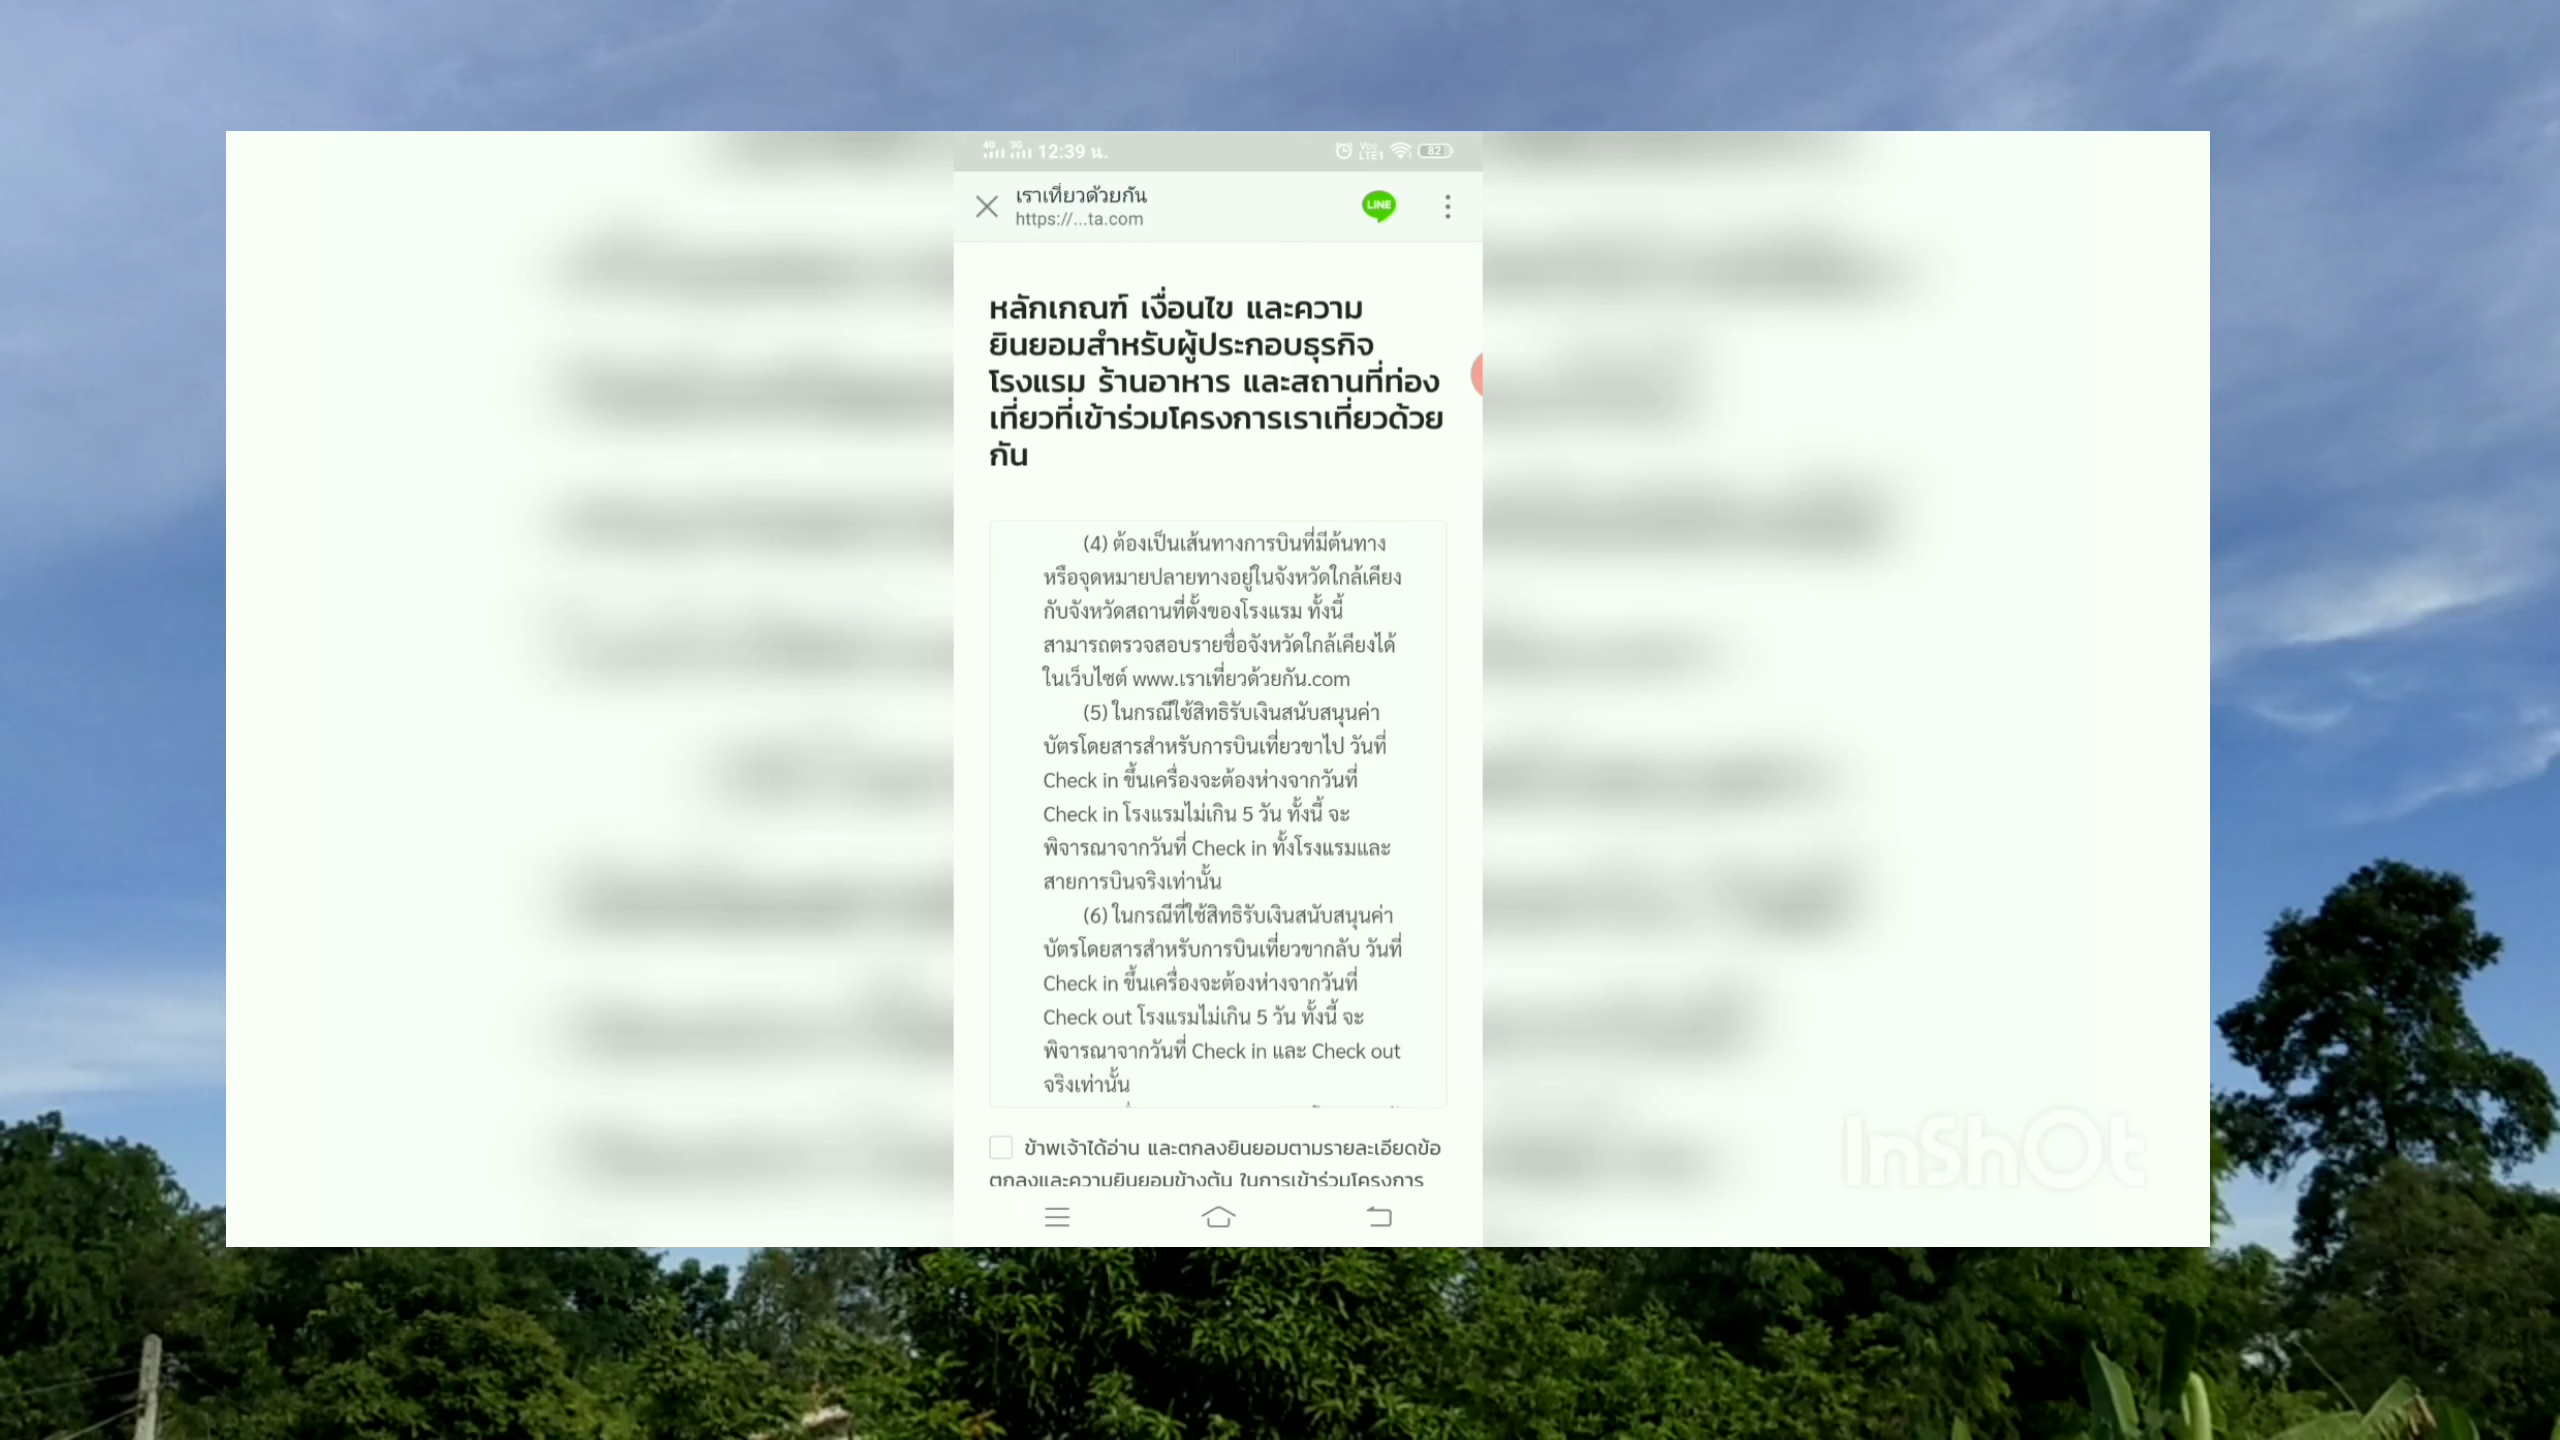 4G 3G 12:39 น.
Vo)) LTE1 82
เราเที่ยวด้วยกัน
https://...ta.com
LINE
หลักเกณฑ์ เงื่อนไข และความ
ยินยอมสำหรับผู้ประกอบธุรกิจ
โรงแรม ร้านอาหาร และสถานที่ท่อง
เที่ยวที่เข้าร่วมโครงการเราเที่ยวด้วย
กัน
(4) ต้องเป็นเส้นทางการบินที่มีต้นทาง
หรือจุดหมายปลายทางอยู่ในจังหวัดใกล้เคียง
กับจังหวัดสถานที่ตั้งของโรงแรม ทั้งนี้
สามารถตรวจสอบรายชื่อจังหวัดใกล้เคียงได้
ในเว็บไซต์ www.เราเที่ยวด้วยกัน.com
(5) ในกรณีใช้สิทธิรับเงินสนับสนุนค่า
บัตรโดยสารสำหรับการบินเที่ยวขาไป วันที่
Check in ขึ้นเครื่องจะต้องห่างจากวันที่
Check in โรงแรมไม่เกิน 5 วัน ทั้งนี้ จะ
พิจารณาจากวันที่ Check in ทั้งโรงแรมและ
สายการบินจริงเท่านั้น
(6) ในกรณีที่ใช้สิทธิรับเงินสนับสนุนค่า
บัตรโดยสารสำหรับการบินเที่ยวขากลับ วันที่
Check in ขึ้นเครื่องจะต้องห่างจากวันที่
Check out โรงแรมไม่เกิน 5 วัน ทั้งนี้ จะ
พิจารณาจากวันที่ Check in และ Check out
จริงเท่านั้น
ข้าพเจ้าได้อ่าน และตกลงยินยอมตามรายละเอียดข้อ
ตกลงและความยินยอมข้างต้น ในการเข้าร่วมโครงการ
InShOt